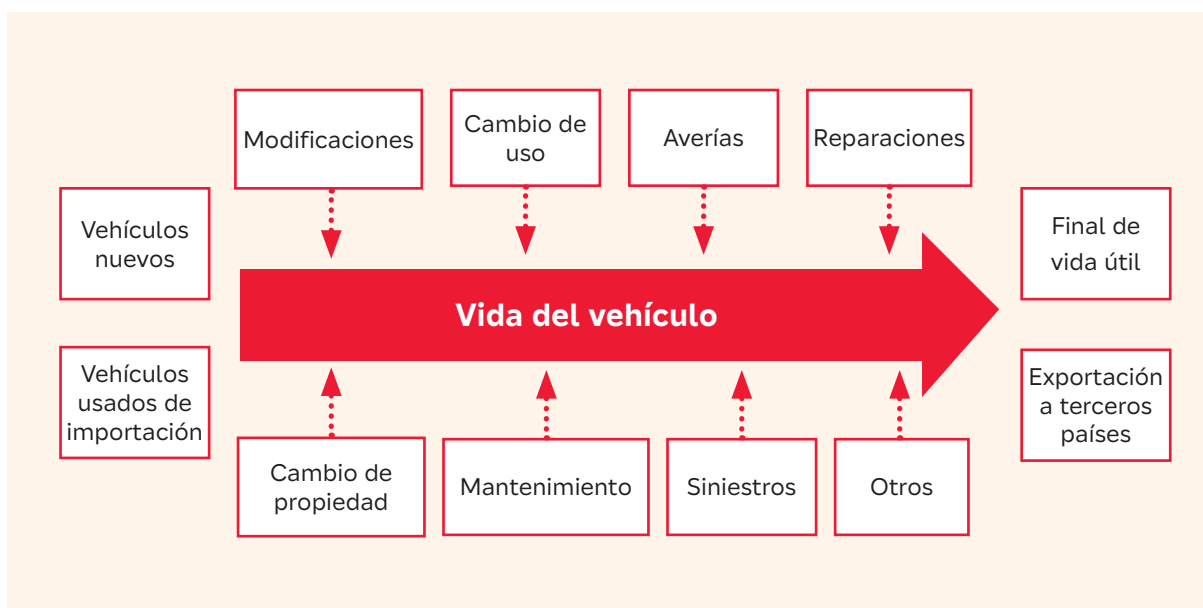 Modificaciones
Cambio de
uso
Averías
Reparaciones
Vehículos
nuevos
Final de
vida útil
Vida del vehículo
Vehículos
usados de
importación
Exportación
a terceros
países
Cambio de
propiedad
Mantenimiento
Siniestros
Otros